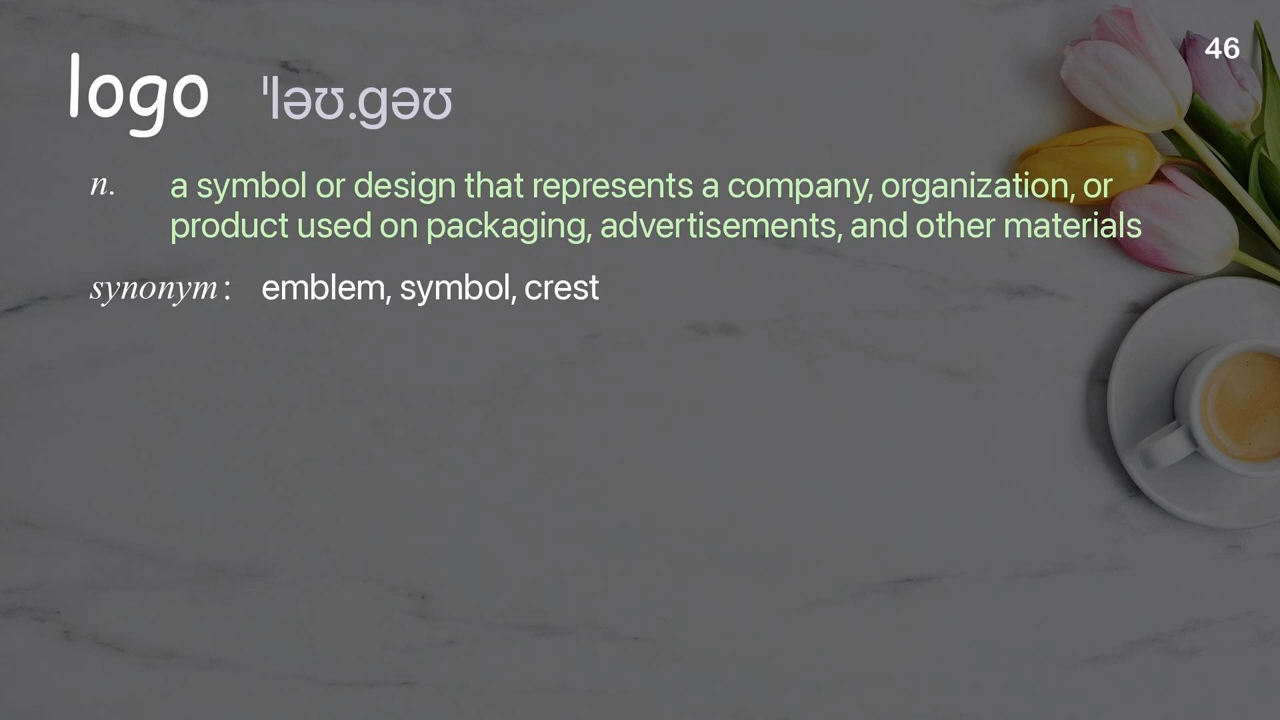 46
logo ˈləʊ.gəʊ
n. a symbol or design that represents a company, organization, or
product used on packaging, advertisements, and other materials
synonym: emblem, symbol, crest